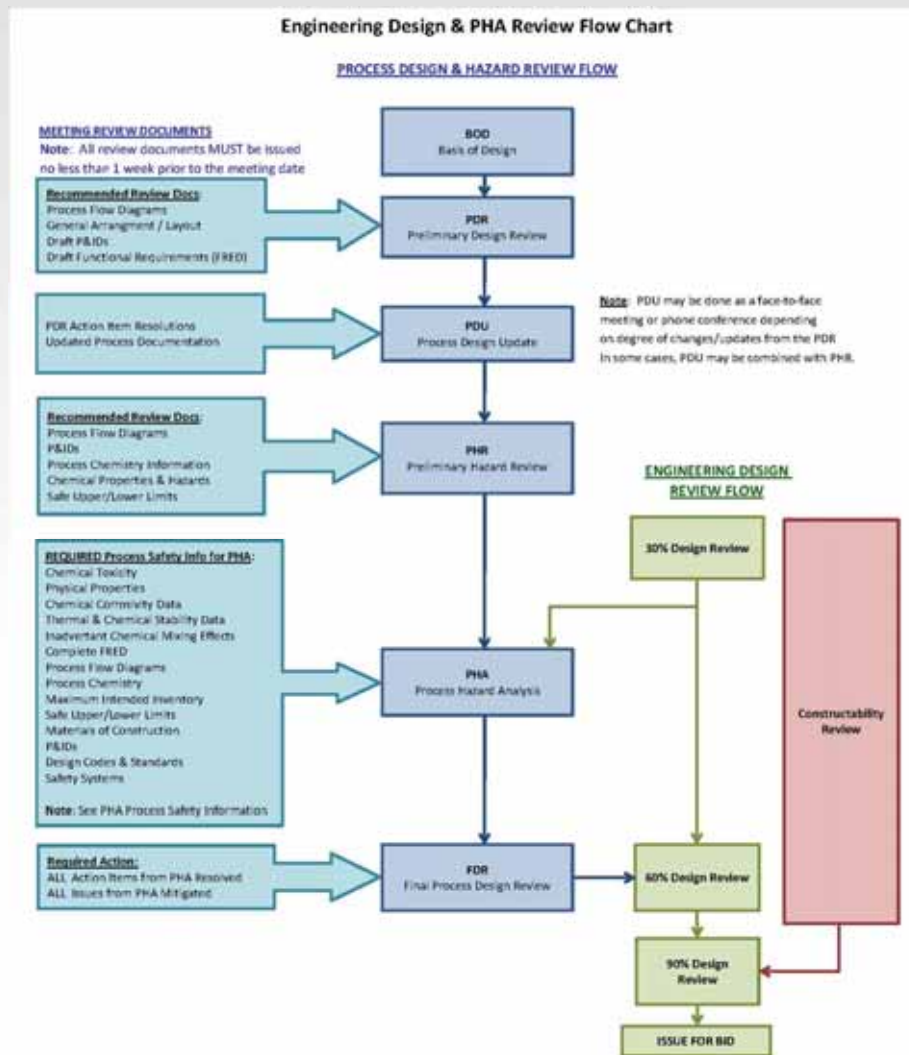 Engineering Design & PHA Review Flow Chart
PROCESS DESIGN & HAZARD REVIEW FLOW
MEETING REVIEW DOCUMENTS
Note: All review documents MUST be issued
no less than 1 week prior to the meeting date
BOD
Basis of Design
Recommended Review Docs:
Process Flow Diagrams
General Arrangment / Layout
Draft P&IDs
Draft Functional Requirements (FRED)
PDR
Preliminary Design Review
PDR Action Item Resolutions
Updated Process Documentation
PDU
Process Design Update
Note: PDU may be done as a face-to-face
meeting or phone conference depending
on degree of changes/updates from the PDR
In some cases, PDU may be combined with PHR.
Recommended Review Docs:
Process Flow Diagrams
P&IDs
Process Chemistry Information
Chemical Properties & Hazards
Safe Upper/Lower Limits
PHR
Preliminary Hazard Review
ENGINEERING DESIGN
REVIEW FLOW
30% Design Review
REQUIRED Process Safety Info for PHA:
Chemical Toxicity
Physical Properties
Chemical Corrosivity Data
Thermal & Chemical Stability Data
Inadvertant Chemical Mixing Effects
Complete FRED
Process Flow Diagrams
Process Chemistry
Maximum Intended Inventory
Safe Upper/Lower Limits
Materials of Construction
P&IDs
Design Codes & Standards
Safety Systems
Note: See PHA Process Safety Information
PHA
Process Hazard Analysis
Constructability
Review
Required Action:
ALL Action Items from PHA Resolved
ALL Issues from PHA Mitigated
FDR
Final Process Design Review
60% Design Review
90% Design
Review
ISSUE FOR BID